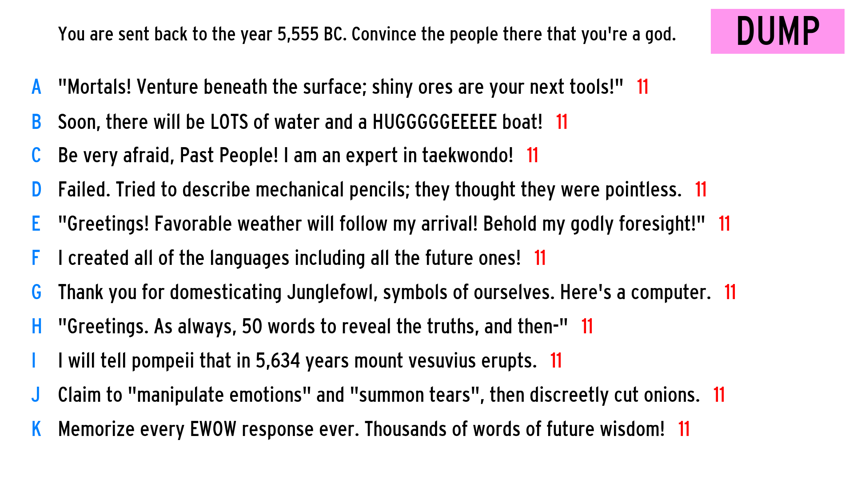 You are sent back to the year 5,555 BC. Convince the people there that you're a god.
DUMP
A "Mortals! Venture beneath the surface; shiny ores are your next tools!" 11
B Soon, there will be LOTS of water and a HUGGGGGEEEEE boat! 11
C Be very afraid, Past People! I am an expert in taekwondo! 11
D Failed. Tried to describe mechanical pencils; they thought they were pointless. 11
E "Greetings! Favorable weather will follow my arrival! Behold my godly foresight!" 11
F I created all of the languages including all the future ones! 11
G Thank you for domesticating Junglefowl, symbols of ourselves. Here's a computer. 11
H "Greetings. As always, 50 words to reveal the truths, and then-" 11
I I will tell pompeii that in 5,634 years mount vesuvius erupts. 11
J Claim to "manipulate emotions" and "summon tears", then discreetly cut onions. 11
K Memorize every EWOW response ever. Thousands of words of future wisdom! 11